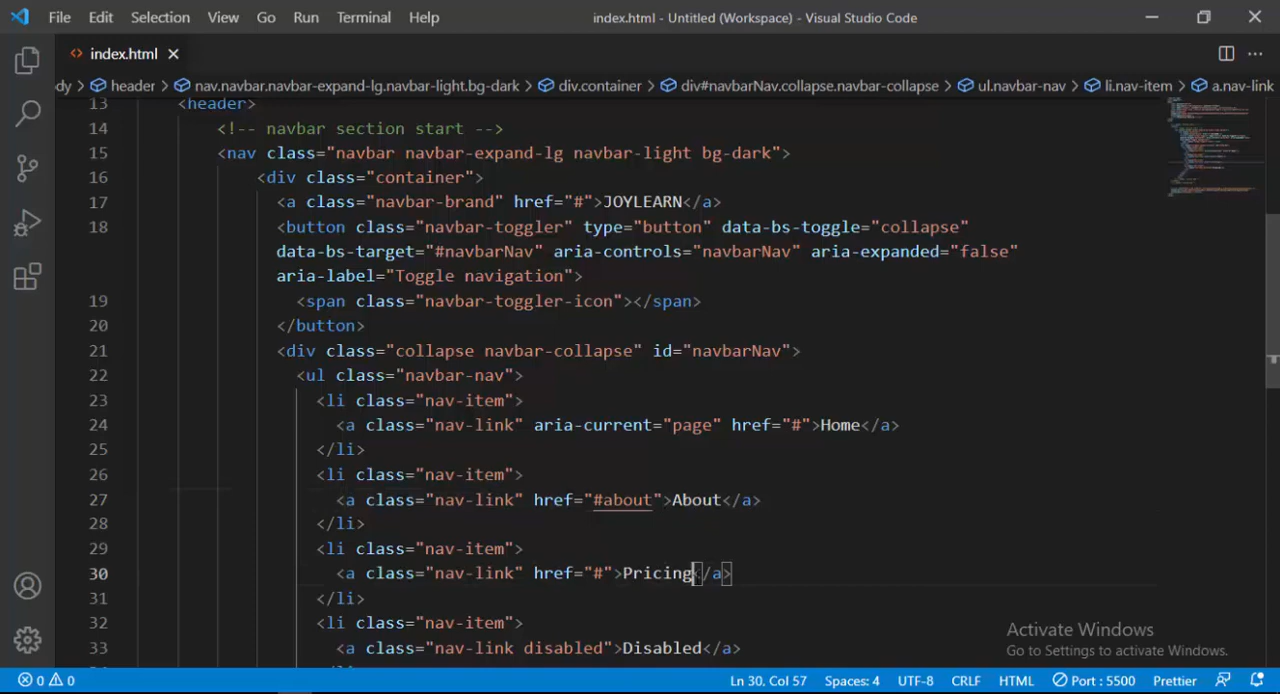 File Edit Selection View Go Run Terminal Help index.html - Untitled (Workspace) - Visual Studio Code
index.html
dy > header > nav.navbar.navbar-expand-lg.navbar-light.bg-dark > div.container > div#navbarNav.collapse.navbar-collapse > ul.navbar-nav > li.nav-item > a.nav-link
13 <header>
14 <!-- navbar section start -->
15 <nav class="navbar navbar-expand-lg navbar-light bg-dark">
16 <div class="container">
17 <a class="navbar-brand" href="#">JOYLEARN</a>
18 <button class="navbar-toggler" type="button" data-bs-toggle="collapse"
data-bs-target="#navbarNav" aria-controls="navbarNav" aria-expanded="false"
aria-label="Toggle navigation">
19 <span class="navbar-toggler-icon"></span>
20 </button>
21 <div class="collapse navbar-collapse" id="navbarNav">
22 <ul class="navbar-nav">
23 <li class="nav-item">
24 <a class="nav-link" aria-current="page" href="#">Home</a>
25 </li>
26 <li class="nav-item">
27 <a class="nav-link" href="#about">About</a>
28 </li>
29 <li class="nav-item">
30 <a class="nav-link" href="#">Pricing</a>
31 </li>
32 <li class="nav-item">
33 <a class="nav-link disabled">Disabled</a>
Activate Windows
Go to Settings to activate Windows.
0 0 Ln 30, Col 57 Spaces: 4 UTF-8 CRLF HTML Port : 5500 Prettier